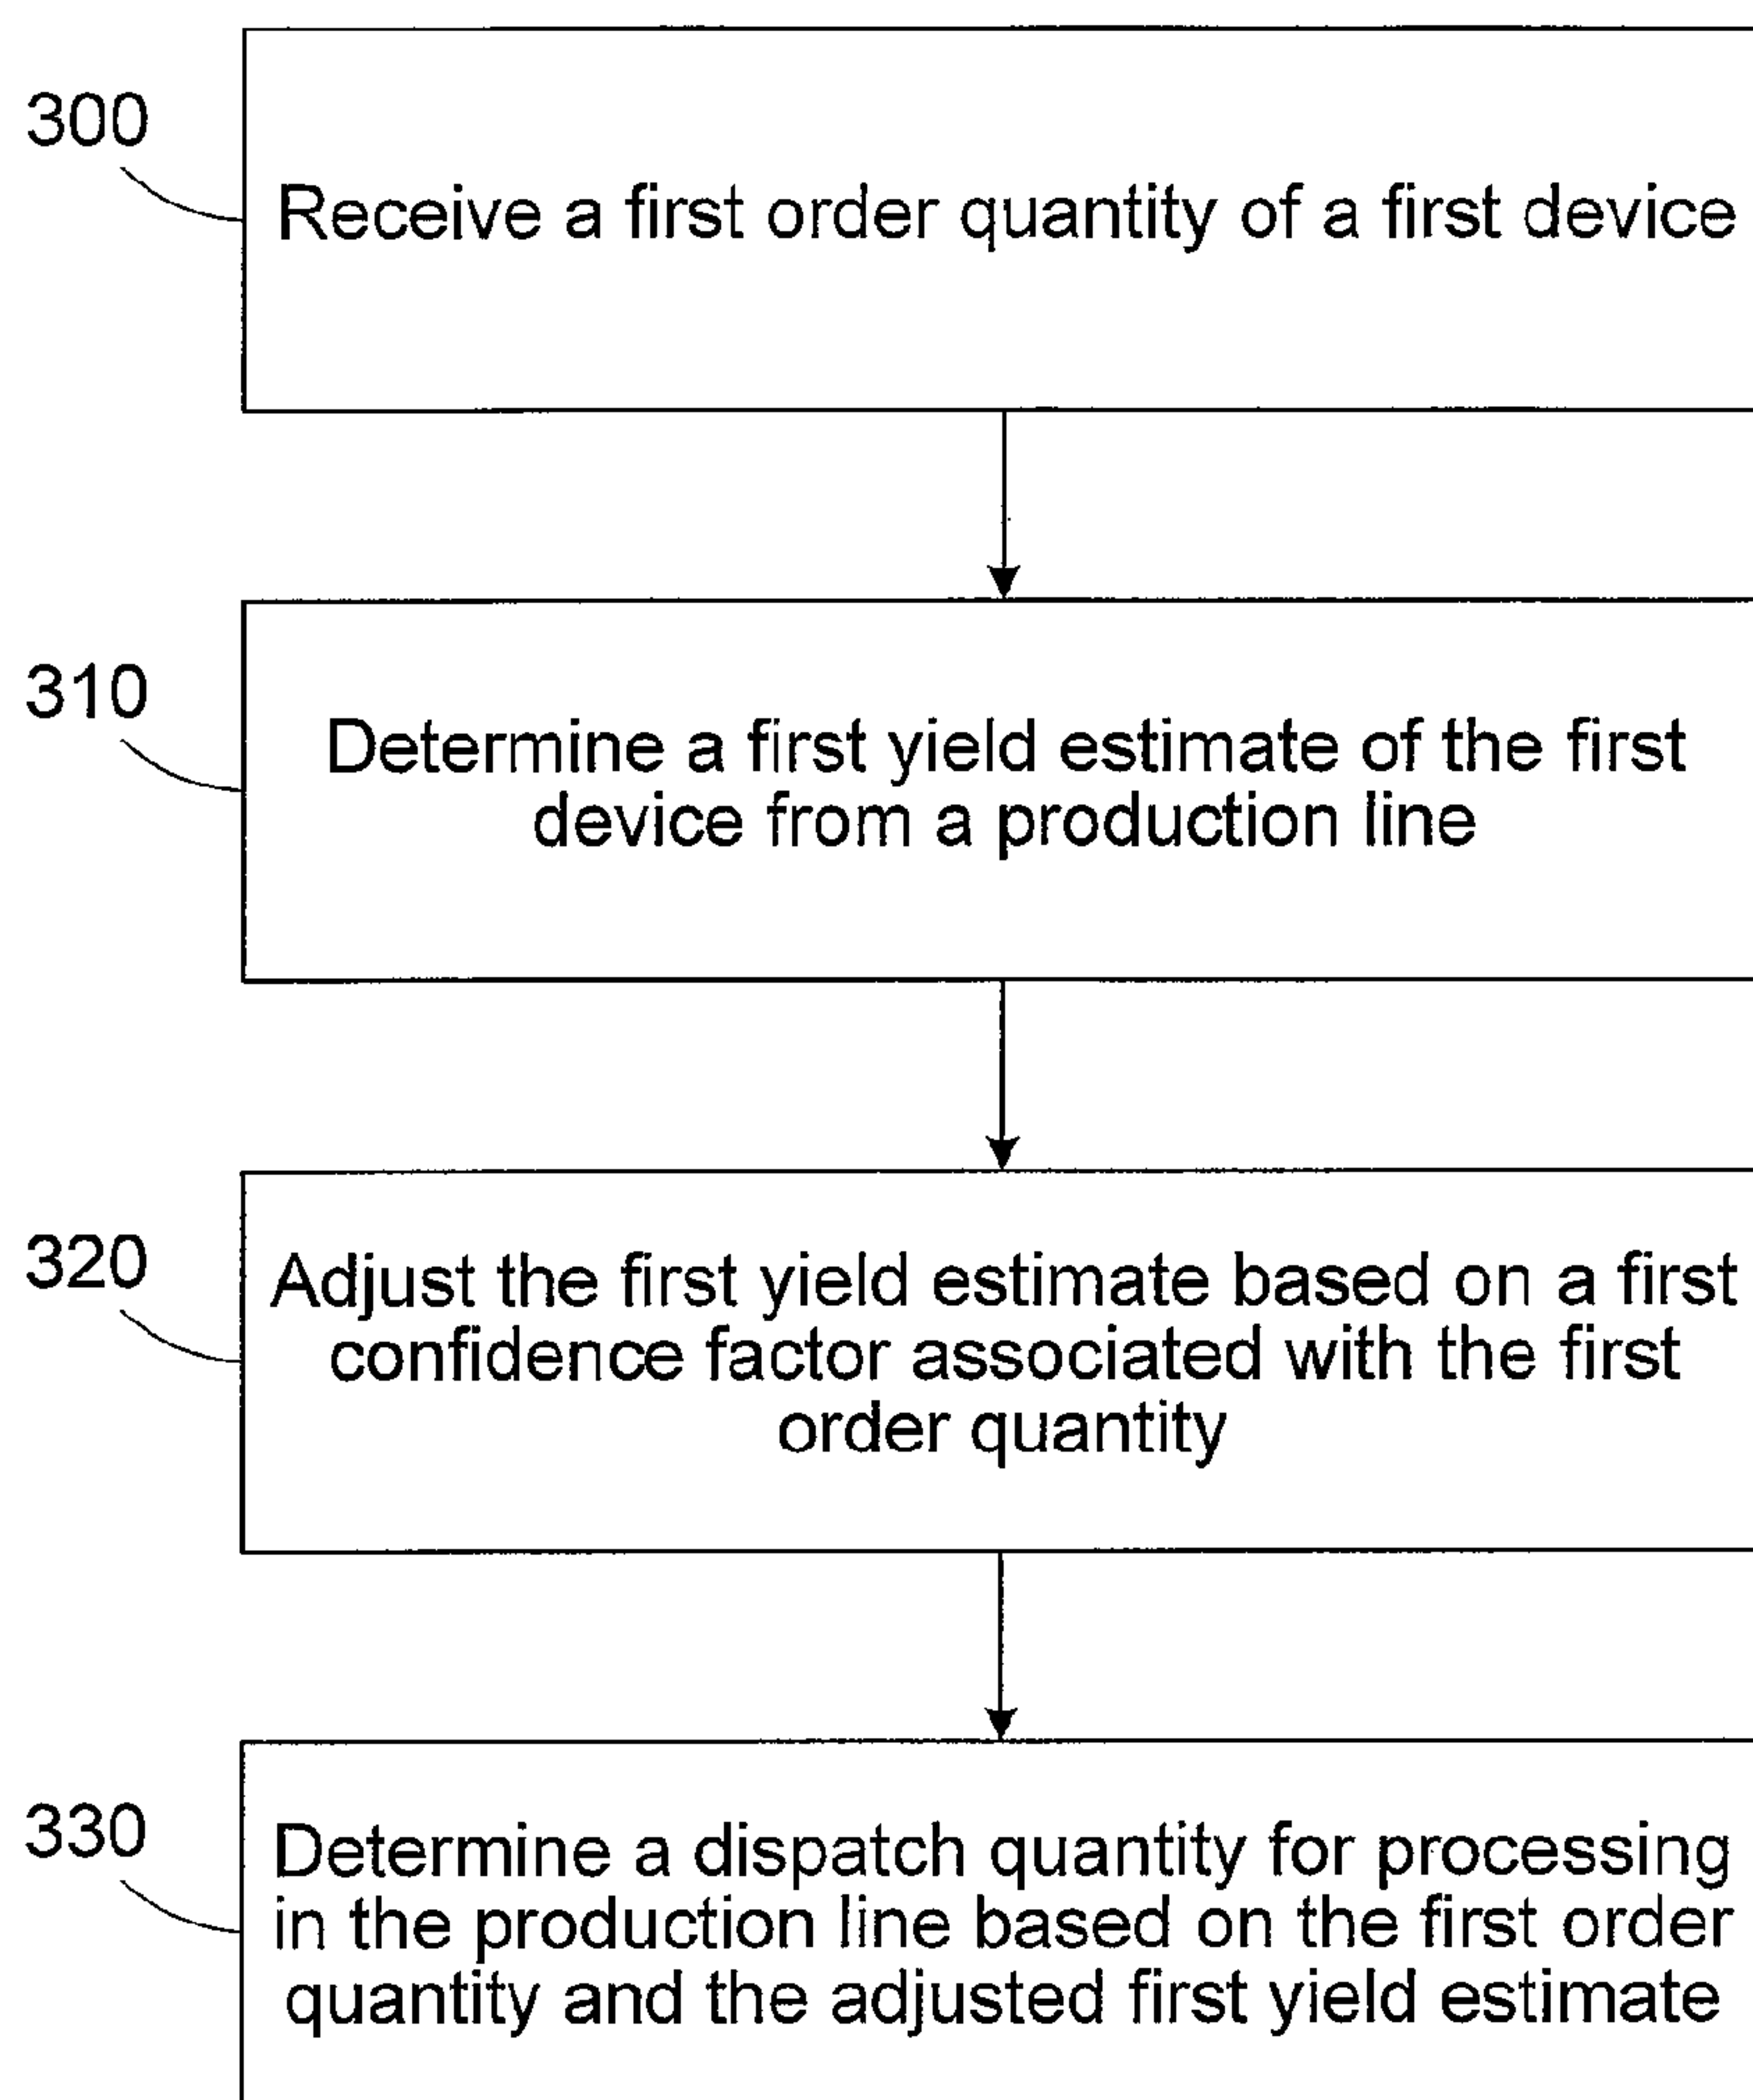 300
Receive a first order quantity of a first device
310
Determine a first yield estimate of the first
device from a production line
320
Adjust the first yield estimate based on a first
confidence factor associated with the first
order quantity
330
Determine a dispatch quantity for processing
in the production line based on the first order
quantity and the adjusted first yield estimate